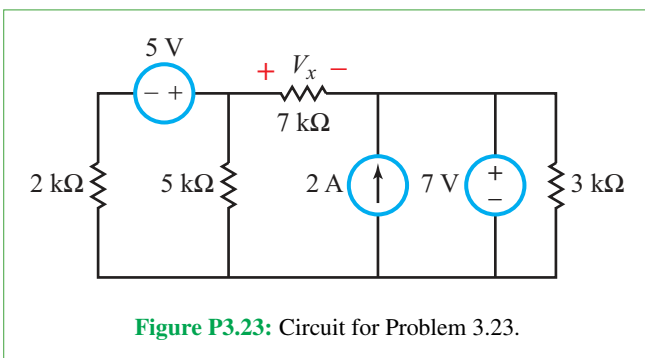 5 V
+ Vx −
− +
7 kΩ
2 kΩ
5 kΩ
2 A
7 V
+
−
3 kΩ
Figure P3.23: Circuit for Problem 3.23.